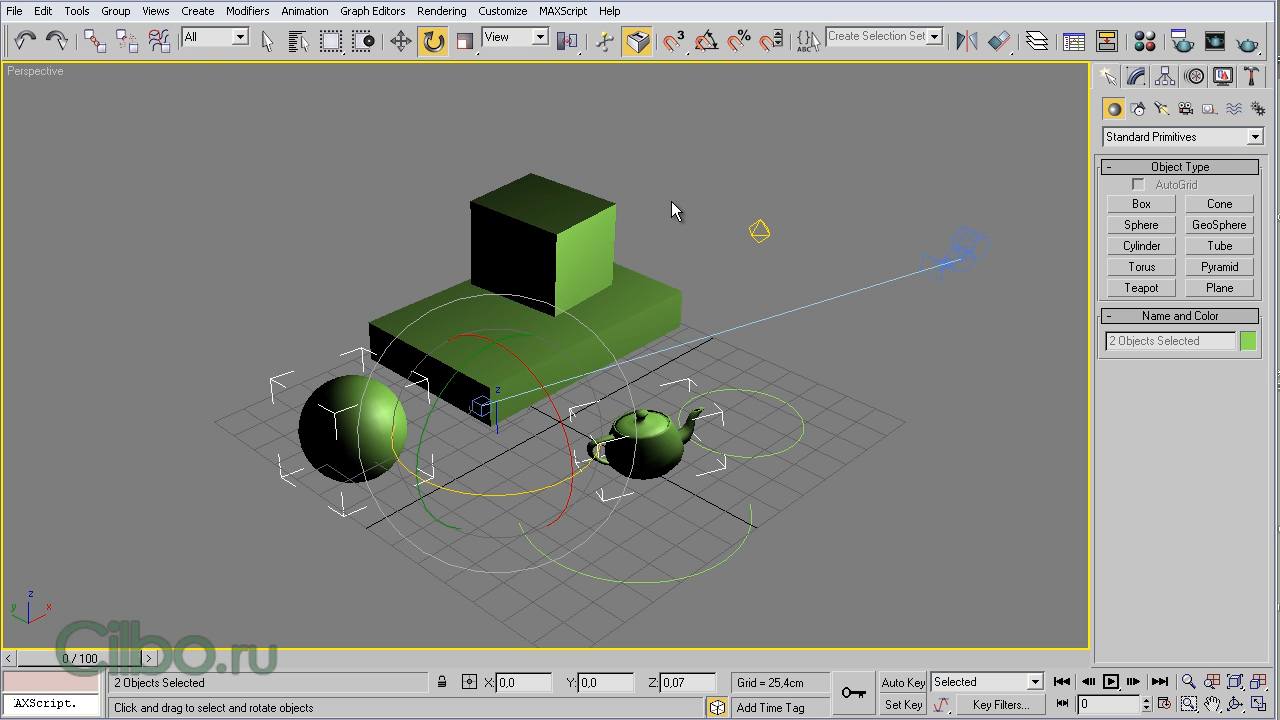 File Edit Tools Group Views Create Modifiers Animation Graph Editors Rendering Customize MAXScript Help
All
View
3
%
{}
ABC
Create Selection Set
Perspective
Standard Primitives
- Object Type
AutoGrid
Box Cone
Sphere GeoSphere
Cylinder Tube
Torus Pyramid
Teapot Plane
- Name and Color
2 Objects Selected
z
z
y
x
Cilbo.ru
< 0 / 100 >
2 Objects Selected X: 0,0 Y: 0,0 Z: 0,07 Grid = 25,4cm Auto Key Selected
AXScript. Click and drag to select and rotate objects Add Time Tag Set Key Key Filters... 0